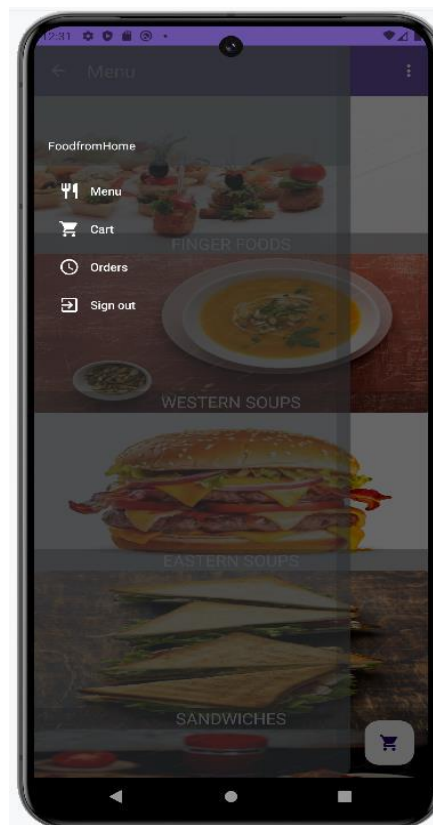 12:31
Menu
FoodfromHome
Menu
Cart
FINGER FOODS
Orders
Sign out
WESTERN SOUPS
EASTERN SOUPS
SANDWICHES